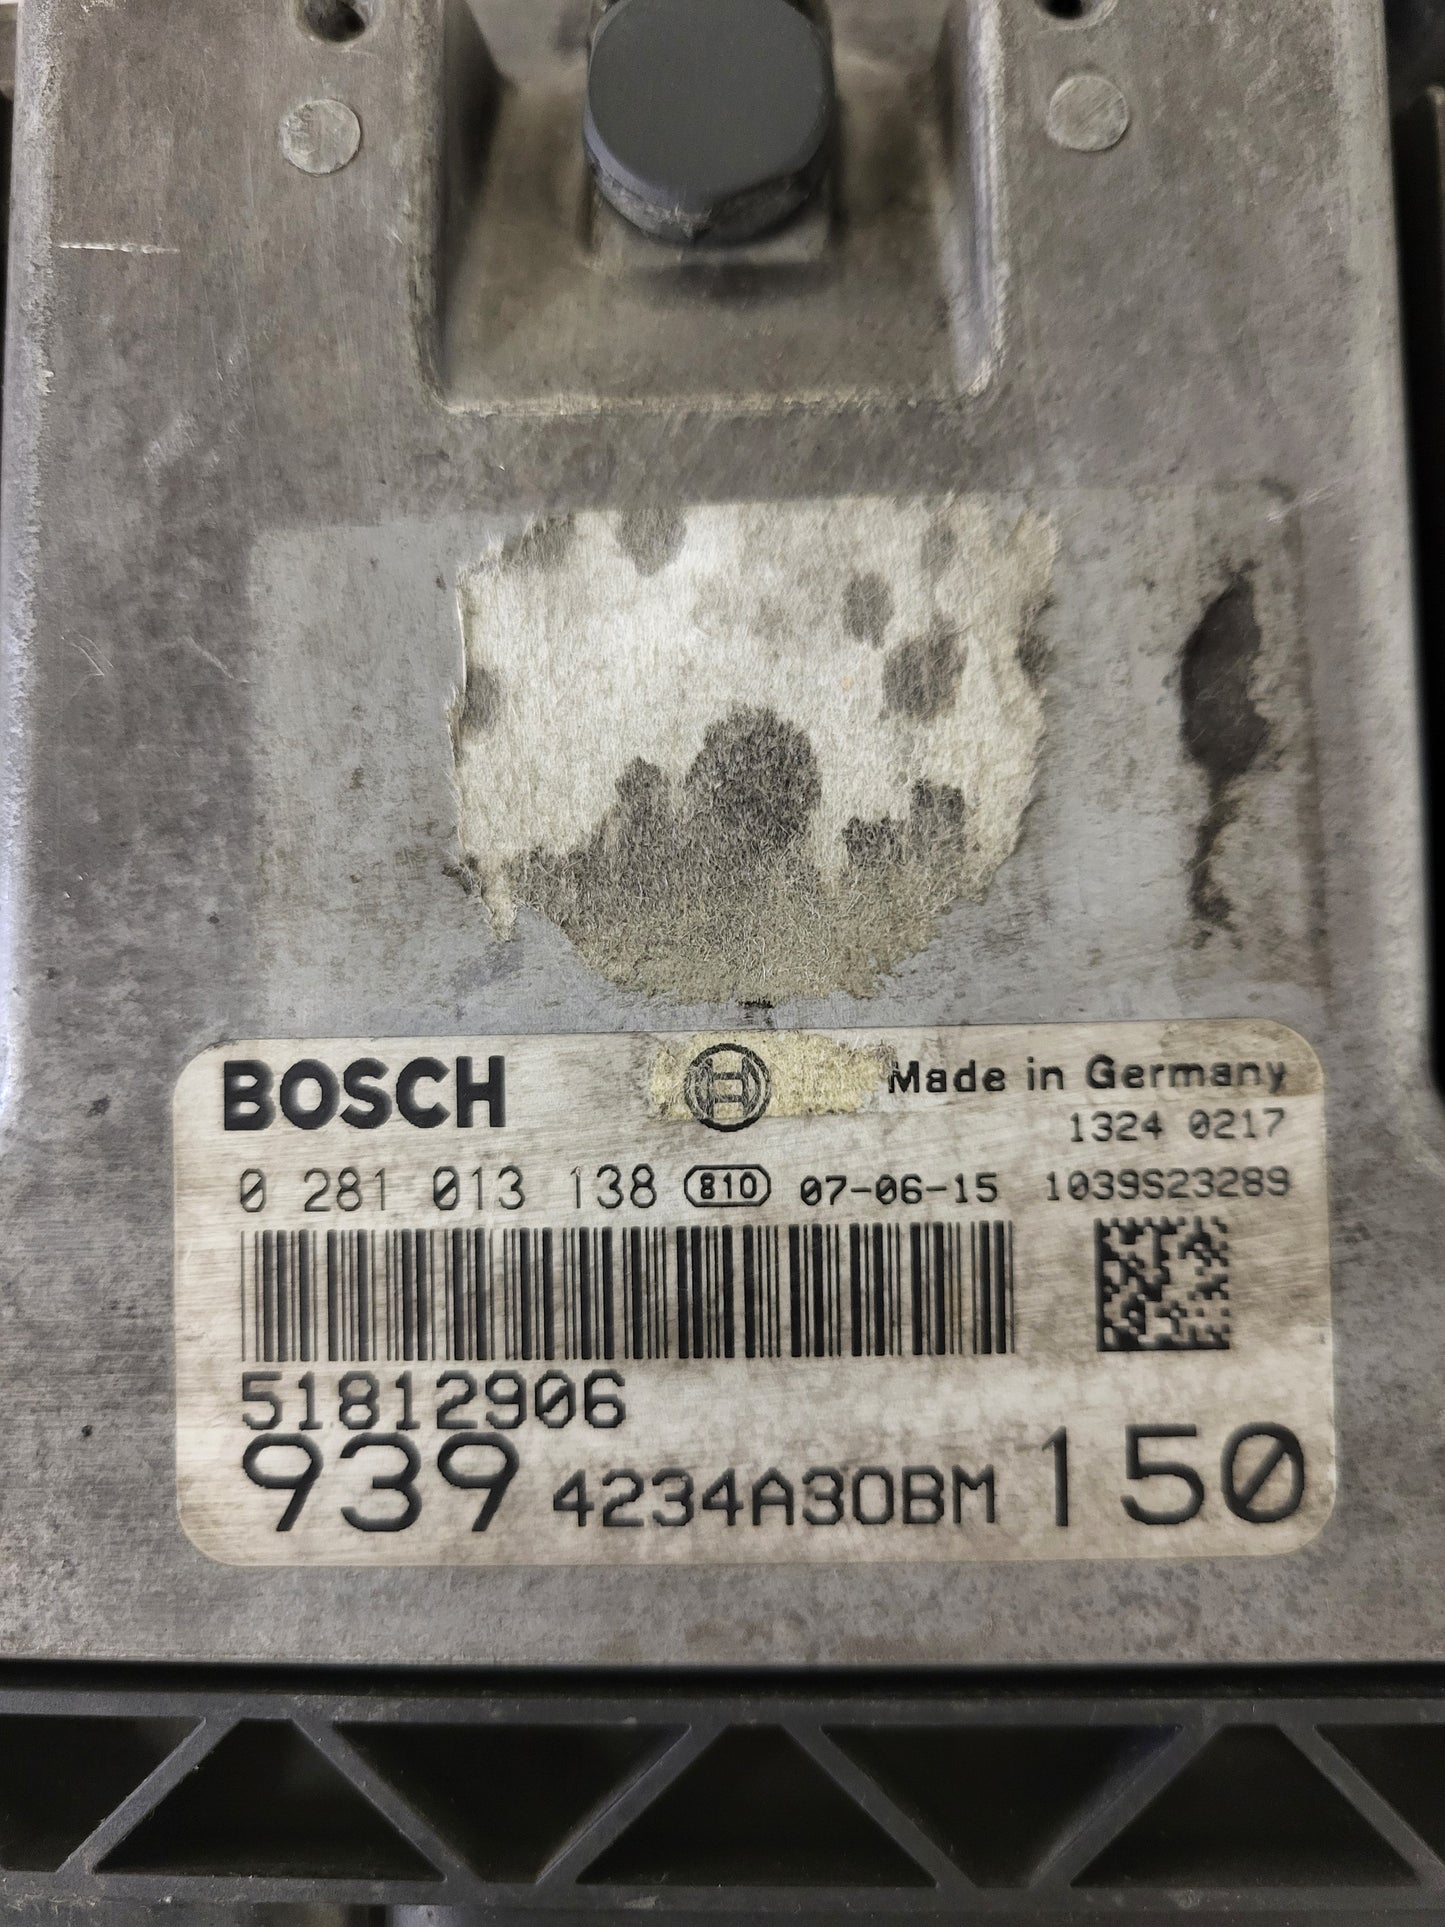 BOSCH Made in Germany
1324 0217
0 281 013 138 810 07-06-15 1039S23289
51812906
939 4234A30BM 150